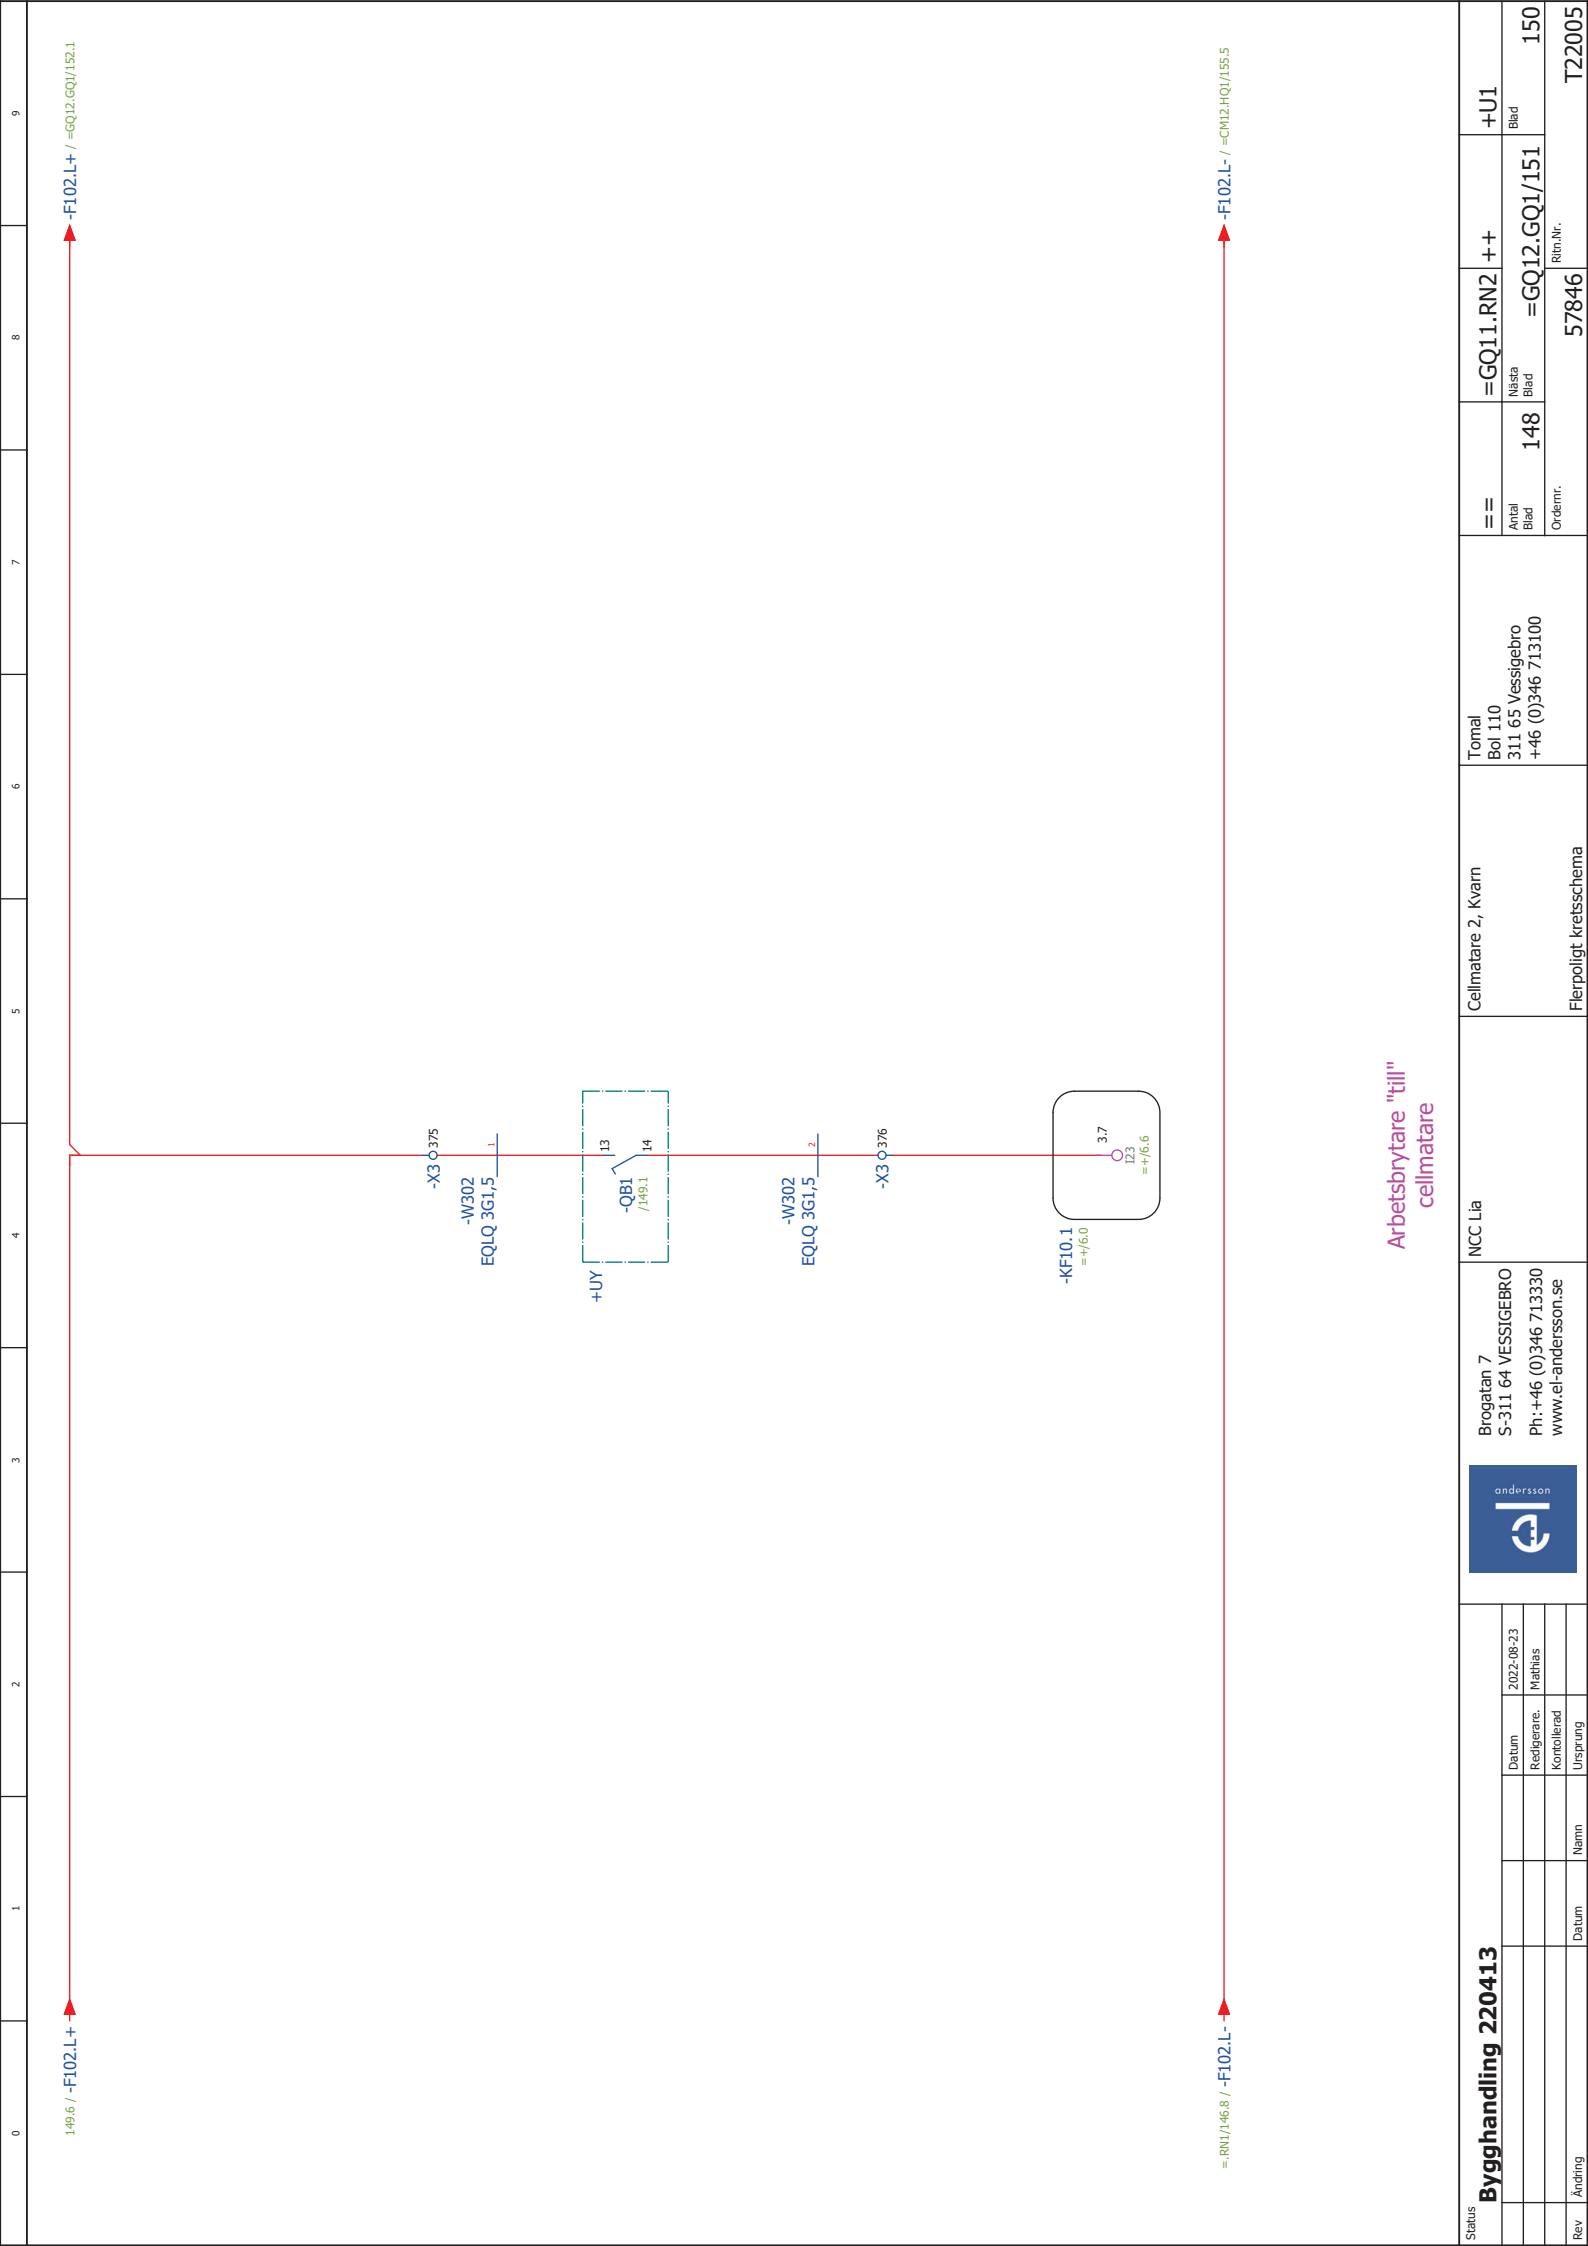 0 1 2 3 4 5 6 7 8 9
149.6 / -F102.L+
-F102.L+ / =GQ12.GQ1/152.1
-X3 375
-W302 1
EQLQ 3G1,5
+UY
13
-QB1
/149.1
14
-W302 2
EQLQ 3G1,5
-X3 376
-KF10.1
=+/6.0
3.7
I23
=+/6.6
=.RN1/146.8 / -F102.L-
-F102.L- / =CM12.HQ1/155.5
Arbetsbrytare "till"
cellmatare
Status
Bygghandling 220413
Datum 2022-08-23
Redigerare. Mathias
Kontollerad
Rev Ändring Datum Namn Ursprung
andersson
el
Brogatan 7
S-311 64 VESSIGEBRO
Ph:+46 (0)346 713330
www.el-andersson.se
NCC Lia
Cellmatare 2, Kvarn
Flerpoligt kretsschema
Tomal
Bol 110
311 65 Vessigebro
+46 (0)346 713100
== =GQ11.RN2 ++ +U1
Antal
Blad 148
Nästa
Blad =GQ12.GQ1/151
Blad 150
Ordernr. 57846
Ritn.Nr. T22005